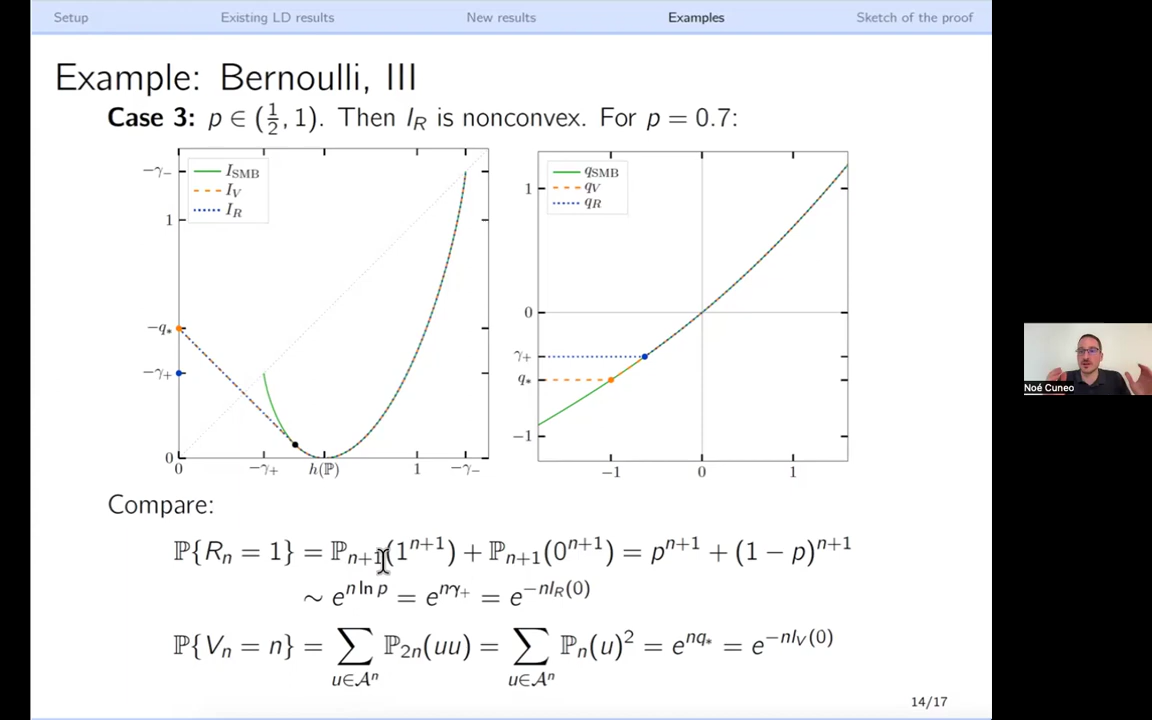 Setup Existing LD results New results Examples Sketch of the proof
Example: Bernoulli, III
Case 3: p ∈ (1/2, 1). Then I_R is nonconvex. For p = 0.7:
−γ₋
1
−q_*
−γ₊
0
I_SMB
I_V
I_R
0 −γ₊ h(ℙ) 1 −γ₋
1
0
γ₊
q_*
−1
q_SMB
q_V
q_R
−1 0 1
Noé Cuneo
Compare:
ℙ{R_n = 1} = ℙ_{n+1}(1^{n+1}) + ℙ_{n+1}(0^{n+1}) = p^{n+1} + (1 − p)^{n+1}
∼ e^{n ln p} = e^{nγ₊} = e^{−nI_R(0)}
ℙ{V_n = n} = ∑_{u∈𝒜^n} ℙ_{2n}(uu) = ∑_{u∈𝒜^n} ℙ_n(u)^2 = e^{nq_*} = e^{−nI_V(0)}
14/17